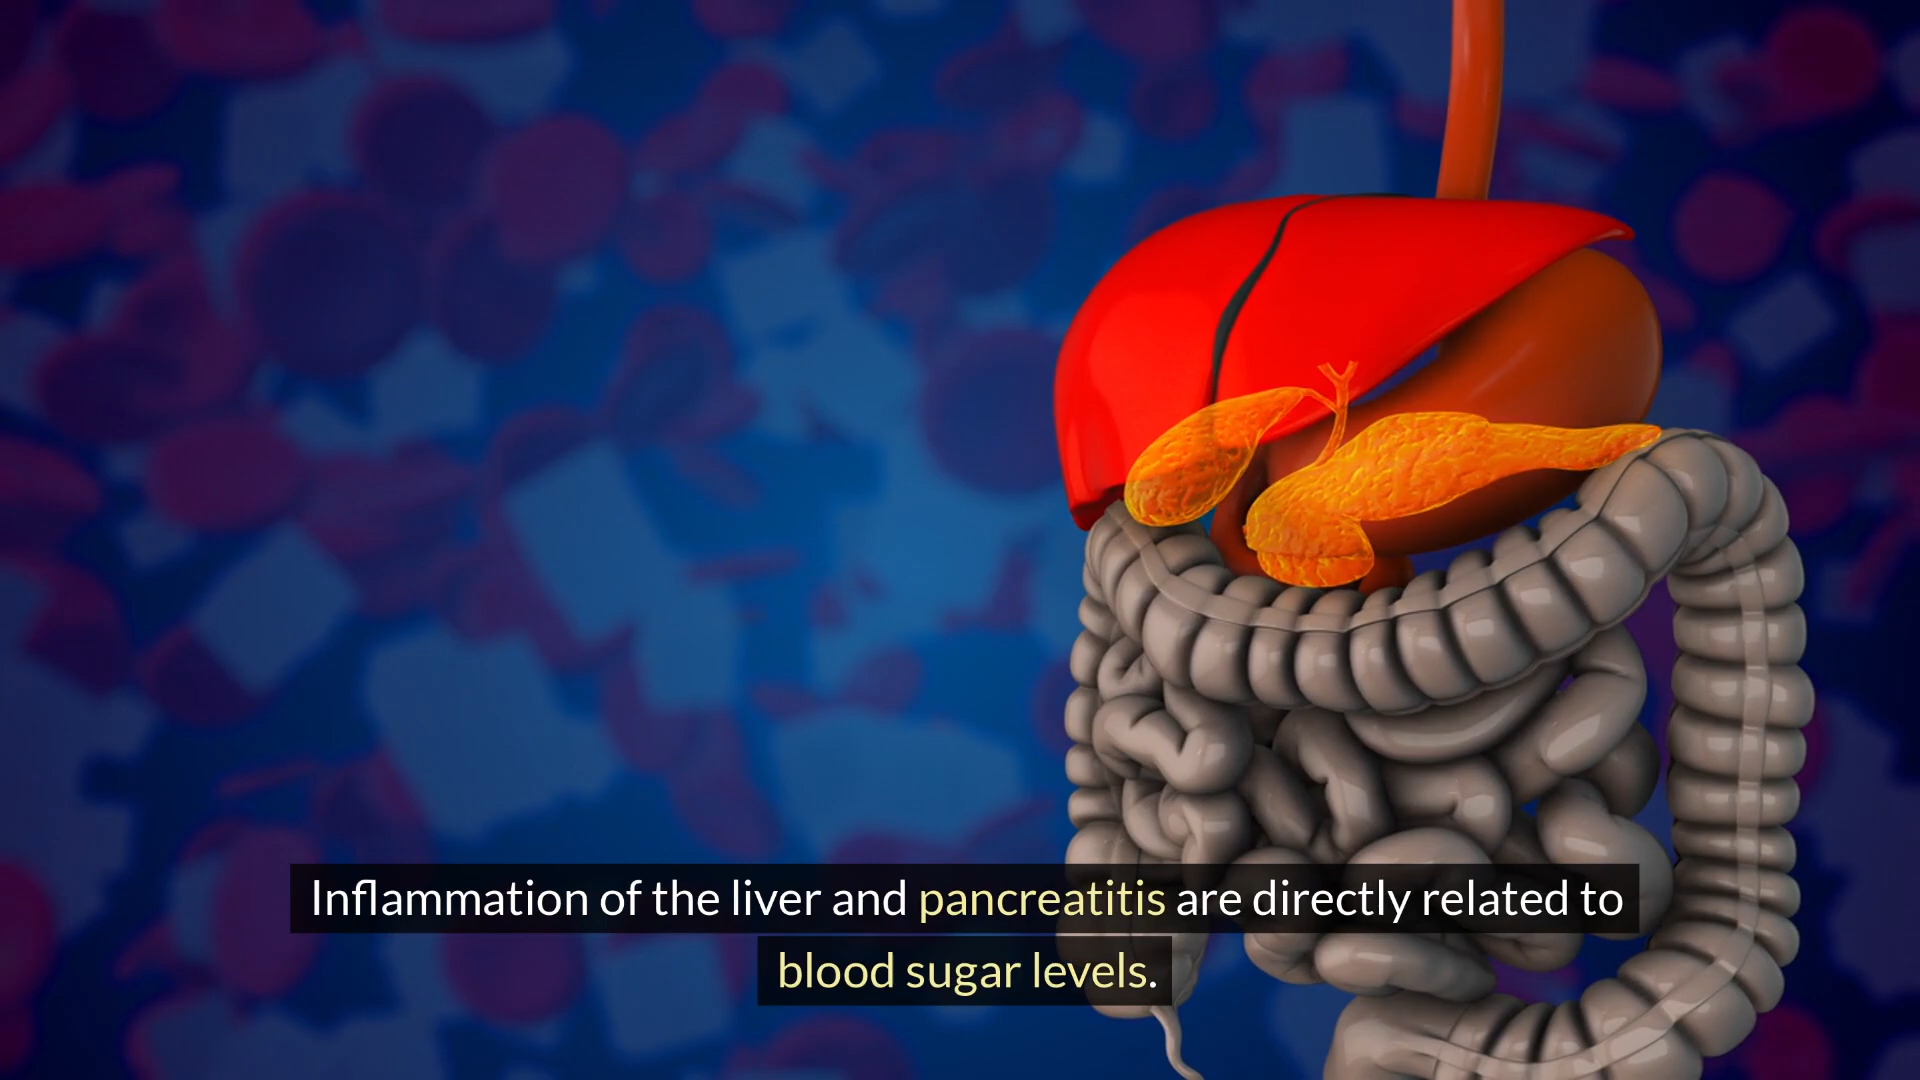 Inflammation of the liver and pancreatitis are directly related to
blood sugar levels.